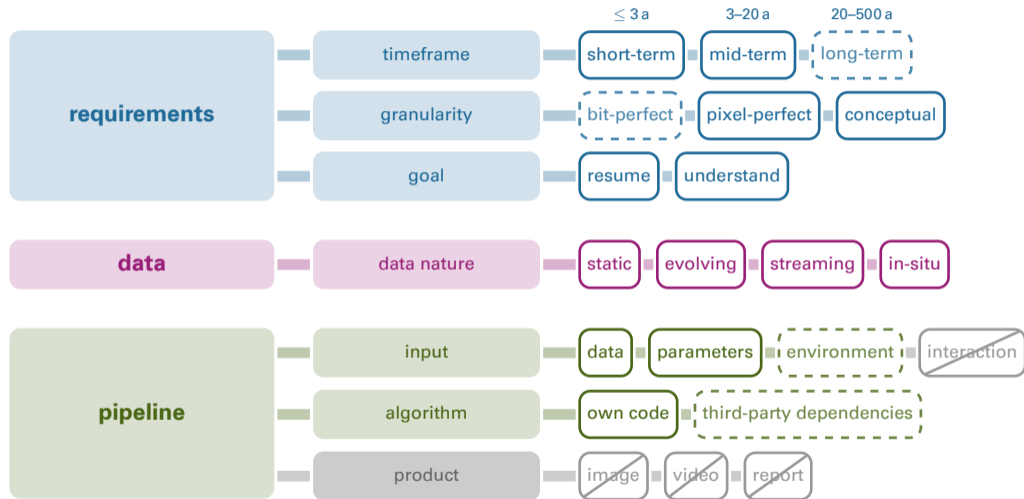 ≤ 3 a 3–20 a 20–500 a
timeframe short-term mid-term long-term
requirements granularity bit-perfect pixel-perfect conceptual
goal resume understand
data data nature static evolving streaming in-situ
input data parameters environment interaction
pipeline algorithm own code third-party dependencies
product image video report